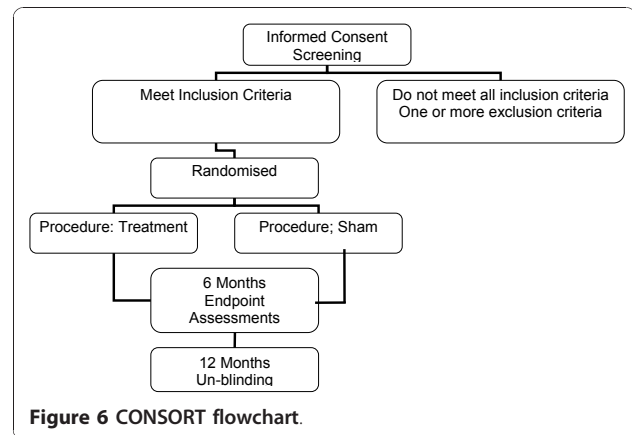 Informed Consent
Screening
Meet Inclusion Criteria
Do not meet all inclusion criteria
One or more exclusion criteria
Randomised
Procedure: Treatment
Procedure; Sham
6 Months
Endpoint
Assessments
12 Months
Un-blinding
Figure 6 CONSORT flowchart.